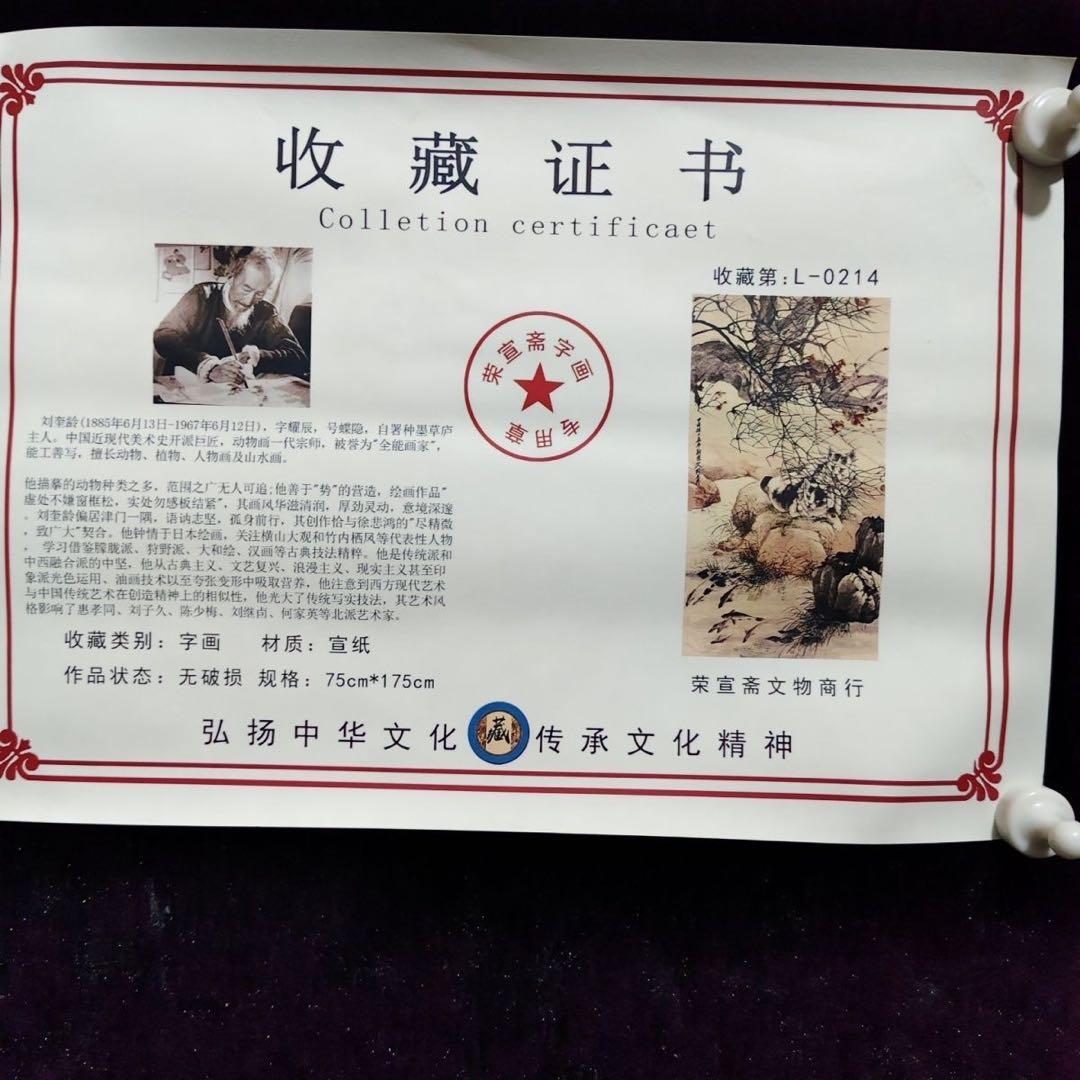 收藏证书
Colletion certificaet
收藏第:L-0214
荣宣斋字画
专用章
刘奎龄(1885年6月13日-1967年6月12日)，字耀辰，号蝶隐，自署种墨草庐
主人。中国近现代美术史开派巨匠，动物画一代宗师，被誉为"全能画家"，
能工善写，擅长动物、植物、人物画及山水画。
他描摹的动物种类之多，范围之广无人可追;他善于"势"的营造，绘画作品"
虚处不嫌窗框松，实处勿感板结紧"，其画风华滋清润，厚劲灵动，意境深邃
。刘奎龄偏居津门一隅，语讷志坚，孤身前行，其创作恰与徐悲鸿的"尽精微
，致广大"契合。他钟情于日本绘画，关注横山大观和竹内栖凤等代表性人物
，学习借鉴朦胧派、狩野派、大和绘、汉画等古典技法精粹。他是传统派和
中西融合派的中坚，他从古典主义、文艺复兴、浪漫主义、现实主义甚至印
象派光色运用、油画技术以至夸张变形中吸取营养，他注意到西方现代艺术
与中国传统艺术在创造精神上的相似性，他光大了传统写实技法，其艺术风
格影响了惠孝同、刘子久、陈少梅、刘继卣、何家英等北派艺术家。
收藏类别：字画 材质：宣纸
作品状态：无破损 规格：75cm*175cm
荣宣斋文物商行
弘扬中华文化 藏 传承文化精神